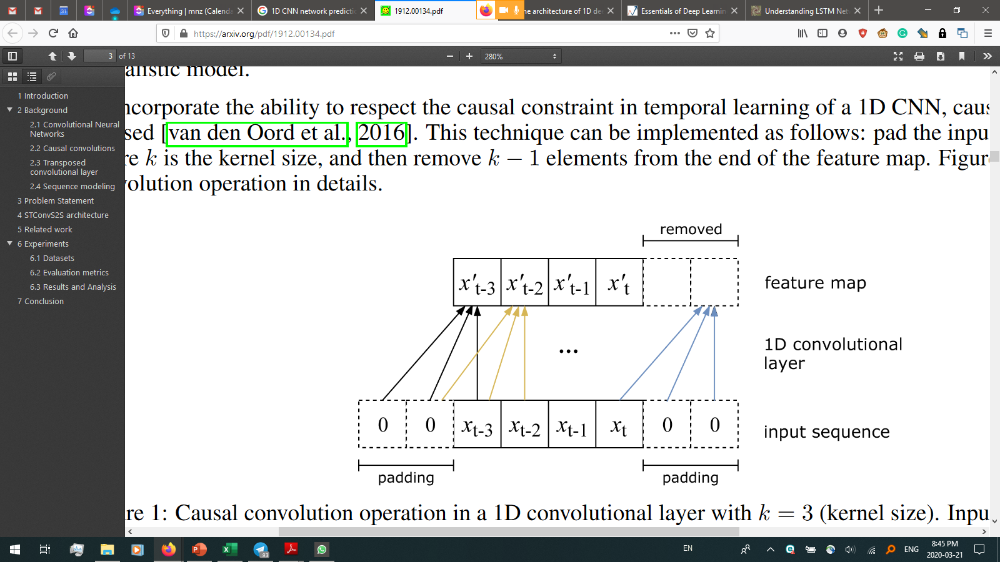 Everything | mnz (Calenda
1D CNN network predictio
1912.00134.pdf
he architecture of 1D de
Essentials of Deep Learnin
Understanding LSTM Net
https://arxiv.org/pdf/1912.00134.pdf
3 of 13
280%
1 Introduction
2 Background
2.1 Convolutional Neural
Networks
2.2 Causal convolutions
2.3 Transposed
convolutional layer
2.4 Sequence modeling
3 Problem Statement
4 STConvS2S architecture
5 Related work
6 Experiments
6.1 Datasets
6.2 Evaluation metrics
6.3 Results and Analysis
7 Conclusion
alistic model.
ncorporate the ability to respect the causal constraint in temporal learning of a 1D CNN, caus
sed [van den Oord et al., 2016]. This technique can be implemented as follows: pad the inpu
re k is the kernel size, and then remove k − 1 elements from the end of the feature map. Figur
volution operation in details.
removed
x′t-3 x′t-2 x′t-1 x′t
feature map
...
1D convolutional
layer
0 0 xt-3 xt-2 xt-1 xt 0 0
input sequence
padding padding
re 1: Causal convolution operation in a 1D convolutional layer with k = 3 (kernel size). Inpu
93
EN
ENG
8:45 PM
2020-03-21